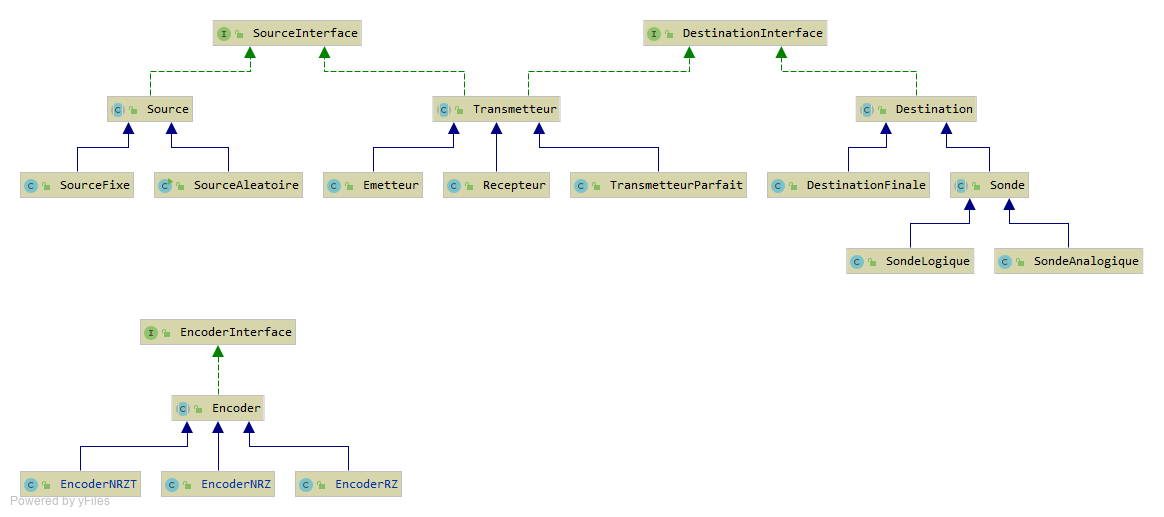 SourceInterface
DestinationInterface
Source
Transmetteur
Destination
SourceFixe
SourceAleatoire
Emetteur
Recepteur
TransmetteurParfait
DestinationFinale
Sonde
SondeLogique
SondeAnalogique
EncoderInterface
Encoder
EncoderNRZT
EncoderNRZ
EncoderRZ
Powered by yFiles